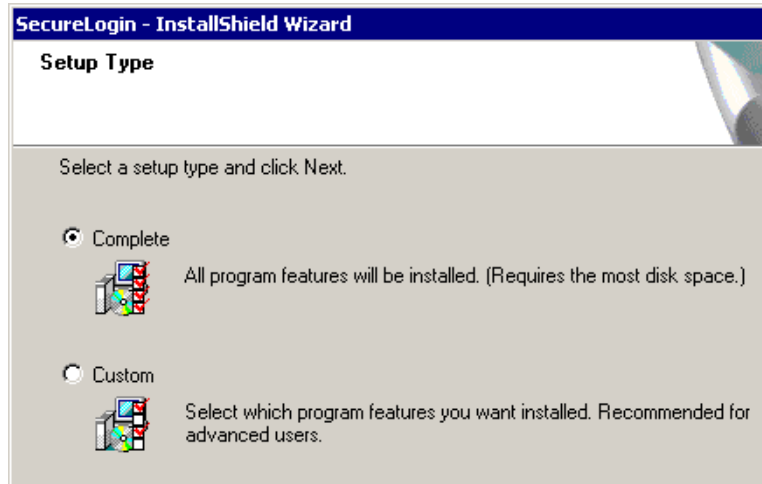 SecureLogin - InstallShield Wizard
Setup Type
Select a setup type and click Next.
Complete
All program features will be installed. (Requires the most disk space.)
Custom
Select which program features you want installed. Recommended for
advanced users.